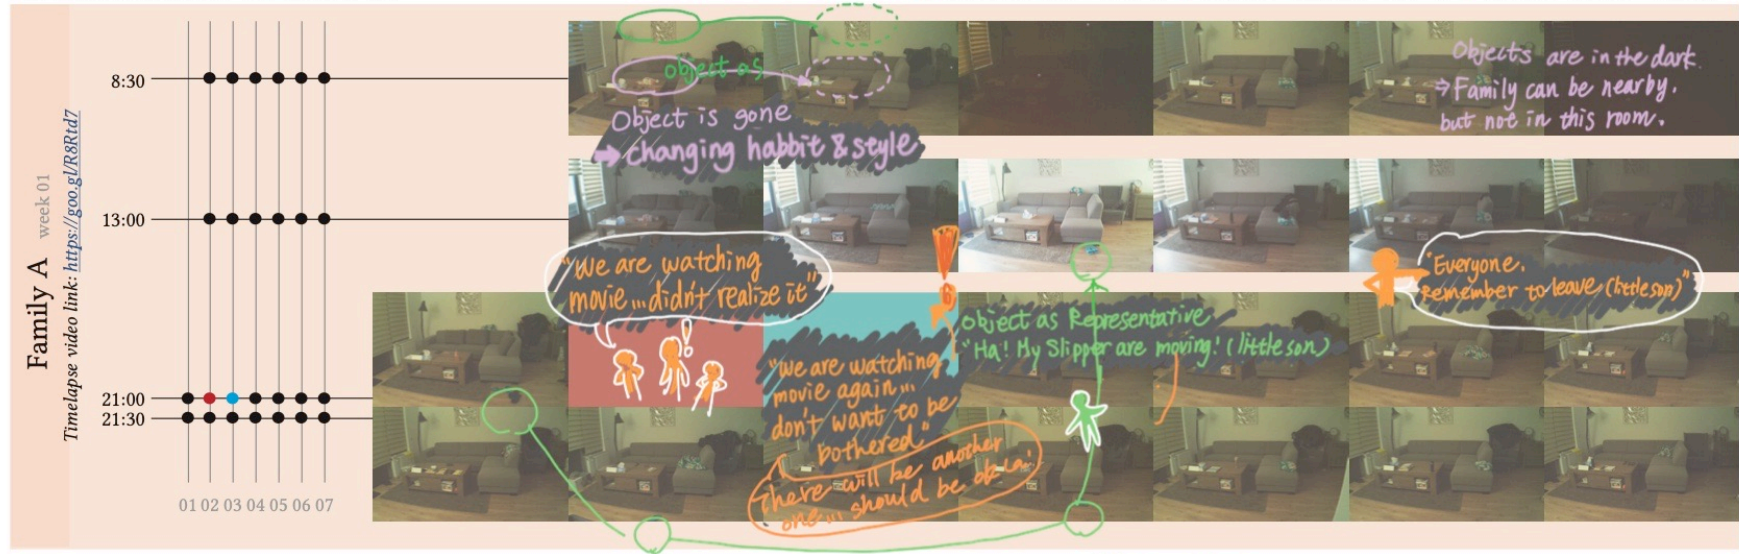 Family A week 01
Timelapse video link: https://goo.gl/R8Rtd7
8:30
13:00
21:00
21:30
01 02 03 04 05 06 07
object as
Object is gone
➡ changing habbit & style
Objects are in the dark.
⇒ Family can be nearby.
but not in this room.
"We are watching
movie... didn't realize it"
!
"we are watching
movie again...
don't want to be
bothered"
there will be another
one... should be
Object as Representative
"Ha! My Slipper are moving! (little son)
"Everyone.
Remember to leave (little son)"